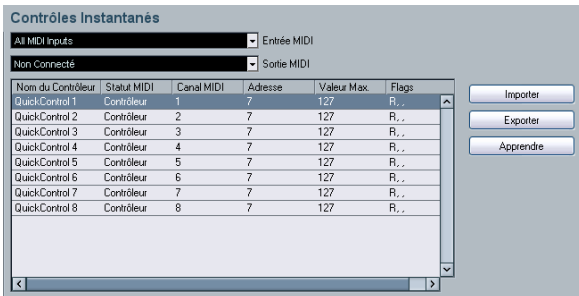 Contrôles Instantanés
All MIDI Inputs Entrée MIDI
Non Connecté Sortie MIDI
Nom du Contrôleur Statut MIDI Canal MIDI Adresse Valeur Max. Flags
QuickControl 1 Contrôleur 1 7 127 R, ,
QuickControl 2 Contrôleur 2 7 127 R, ,
QuickControl 3 Contrôleur 3 7 127 R, ,
QuickControl 4 Contrôleur 4 7 127 R, ,
QuickControl 5 Contrôleur 5 7 127 R, ,
QuickControl 6 Contrôleur 6 7 127 R, ,
QuickControl 7 Contrôleur 7 7 127 R, ,
QuickControl 8 Contrôleur 8 7 127 R, ,
Importer
Exporter
Apprendre